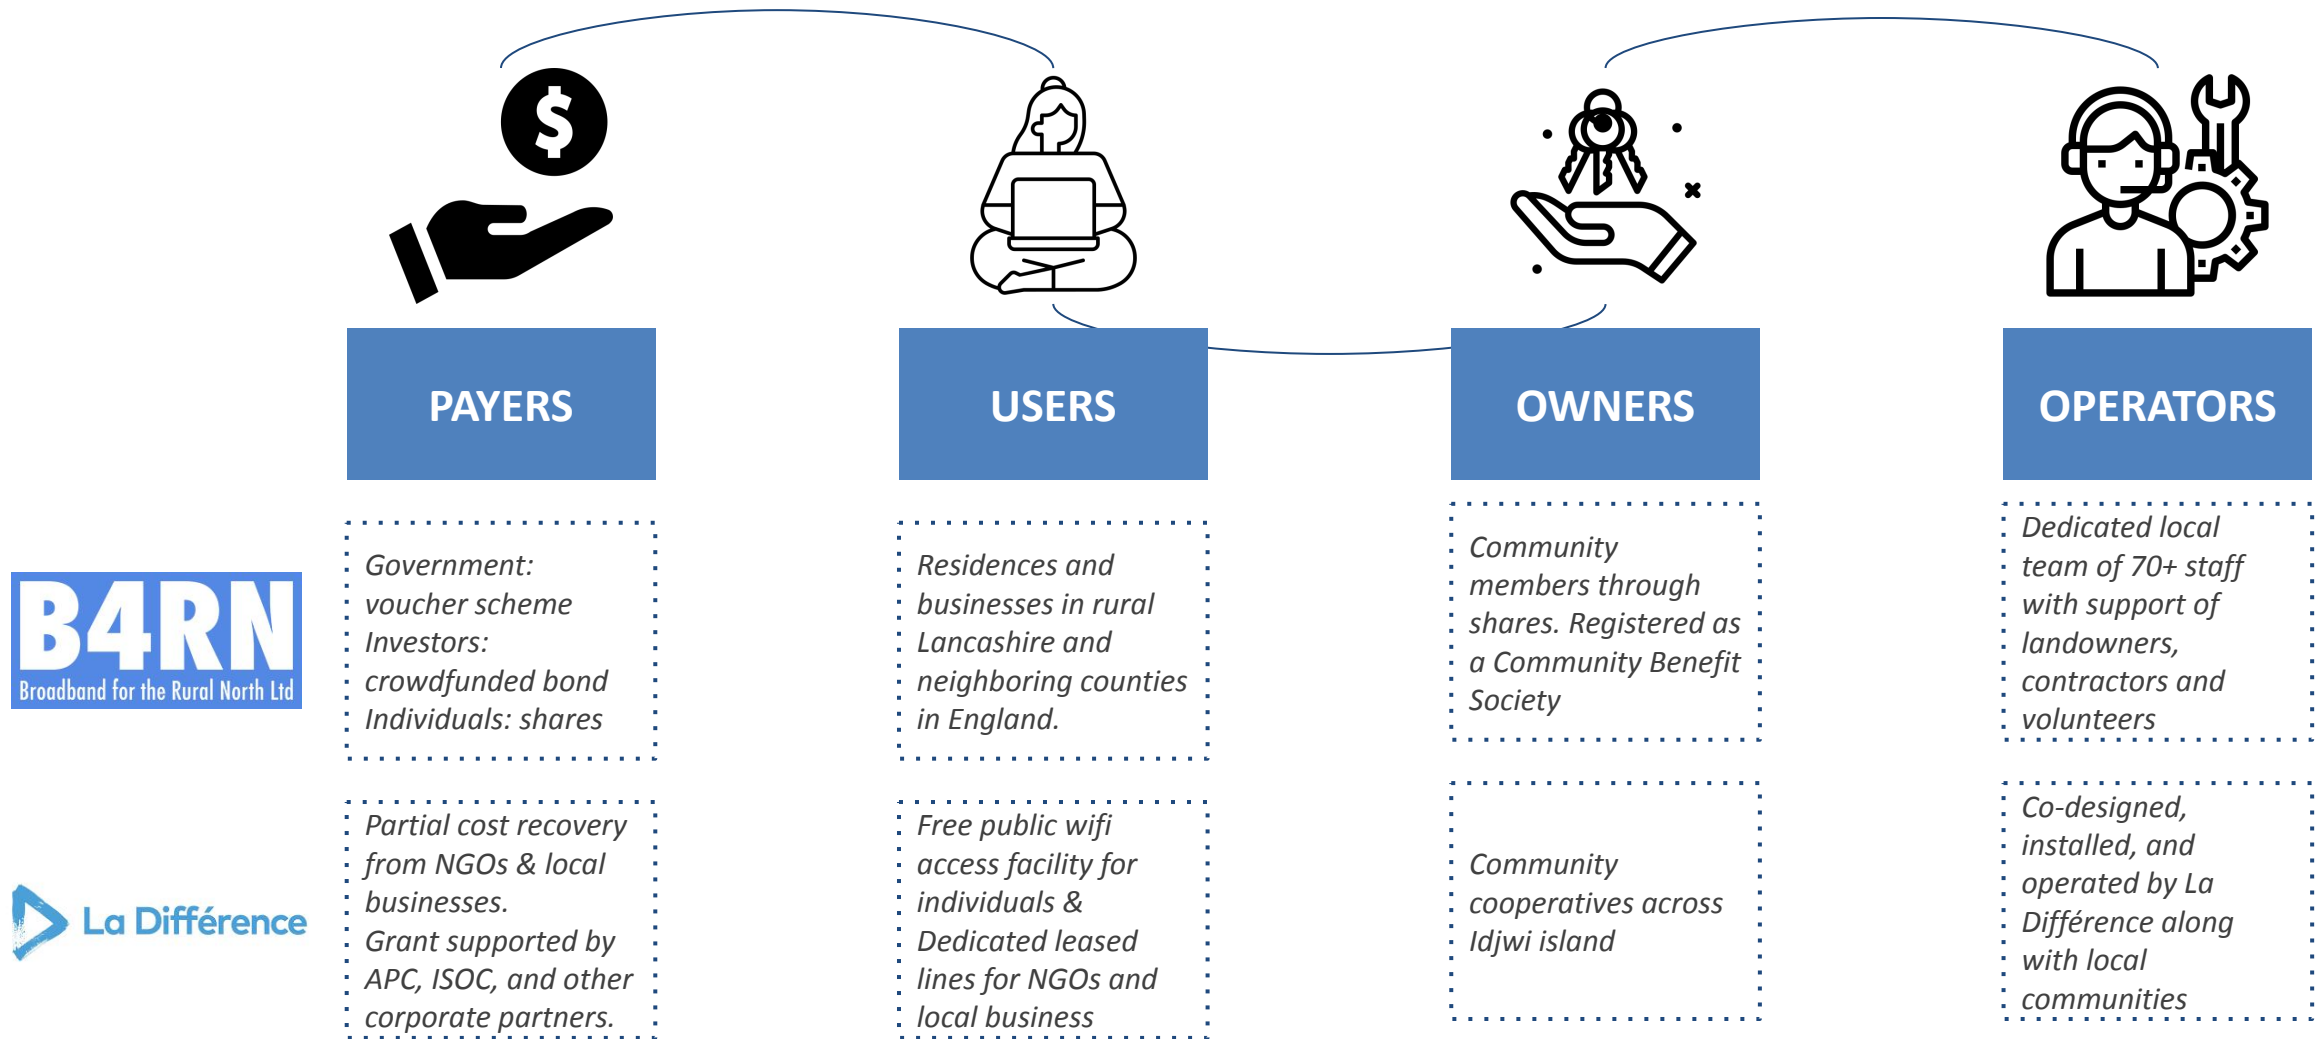 $
PAYERS
USERS
OWNERS
OPERATORS
B4RN
Broadband for the Rural North Ltd
Government:
voucher scheme
Investors:
crowdfunded bond
Individuals: shares
Residences and
businesses in rural
Lancashire and
neighboring counties
in England.
Community
members through
shares. Registered as
a Community Benefit
Society
Dedicated local
team of 70+ staff
with support of
landowners,
contractors and
volunteers
La Différence
Partial cost recovery
from NGOs & local
businesses.
Grant supported by
APC, ISOC, and other
corporate partners.
Free public wifi
access facility for
individuals &
Dedicated leased
lines for NGOs and
local business
Community
cooperatives across
Idjwi island
Co-designed,
installed, and
operated by La
Différence along
with local
communities